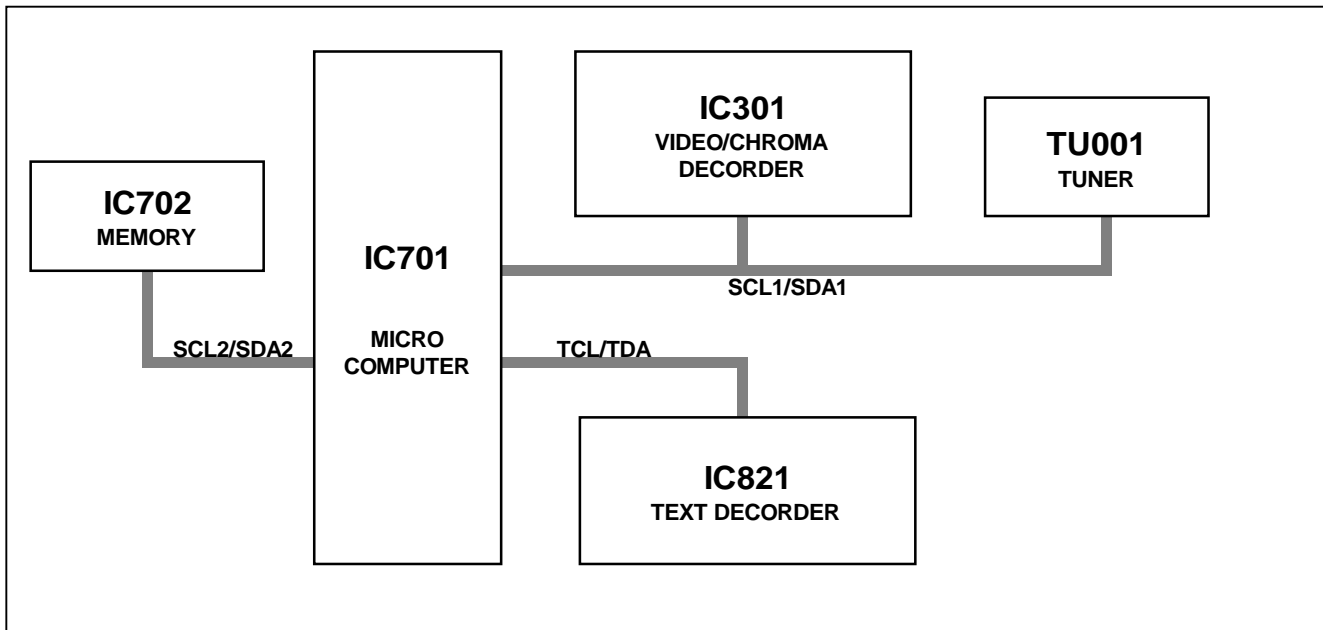 IC702
MEMORY
SCL2/SDA2
IC701
MICRO
COMPUTER
IC301
VIDEO/CHROMA
DECORDER
TU001
TUNER
SCL1/SDA1
TCL/TDA
IC821
TEXT DECORDER